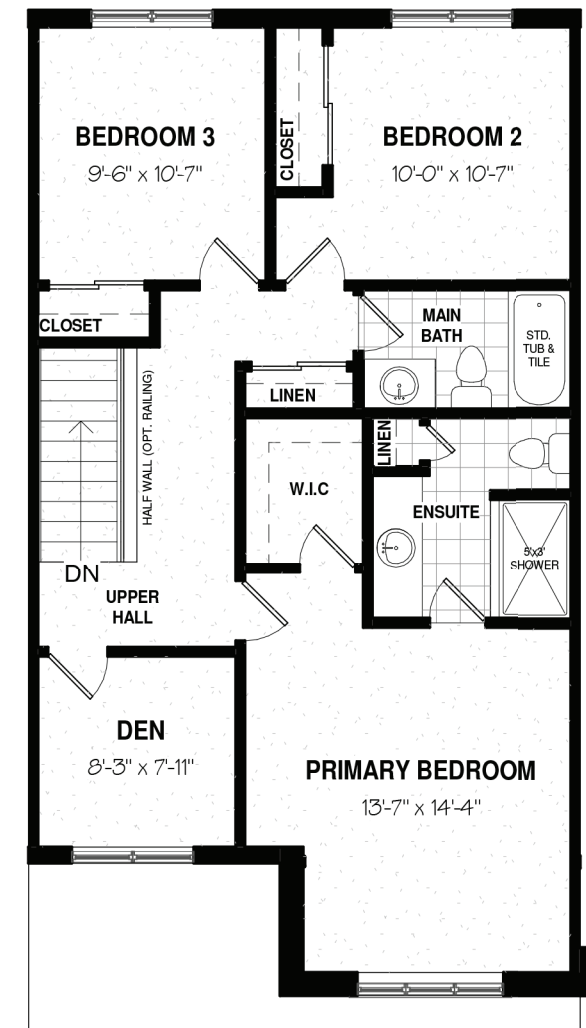 BEDROOM 3
9'-6" x 10'-7"
CLOSET
BEDROOM 2
10'-0" x 10'-7"
CLOSET
MAIN
BATH
STD.
TUB &
TILE
LINEN
LINEN
HALF WALL (OPT. RAILING)
W.I.C
ENSUITE
5'x3'
SHOWER
DN
UPPER
HALL
DEN
8'-3" x 7'-11"
PRIMARY BEDROOM
13'-7" x 14'-4"